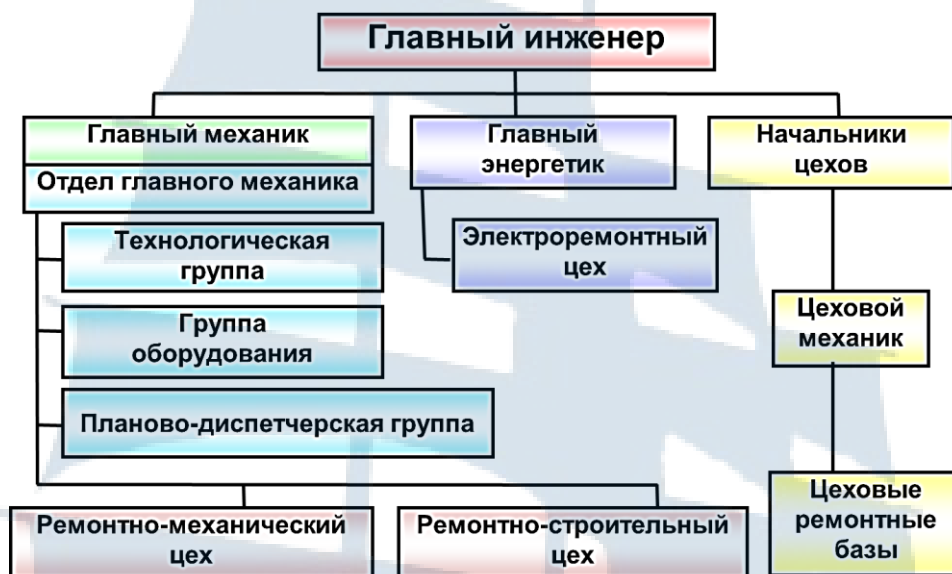 Главный инженер
Главный механик
Отдел главного механика
Технологическая
группа
Группа
оборудования
Планово-диспетчерская группа
Ремонтно-механический
цех
Ремонтно-строительный
цех
Главный
энергетик
Электроремонтный
цех
Начальники
цехов
Цеховой
механик
Цеховые
ремонтные
базы